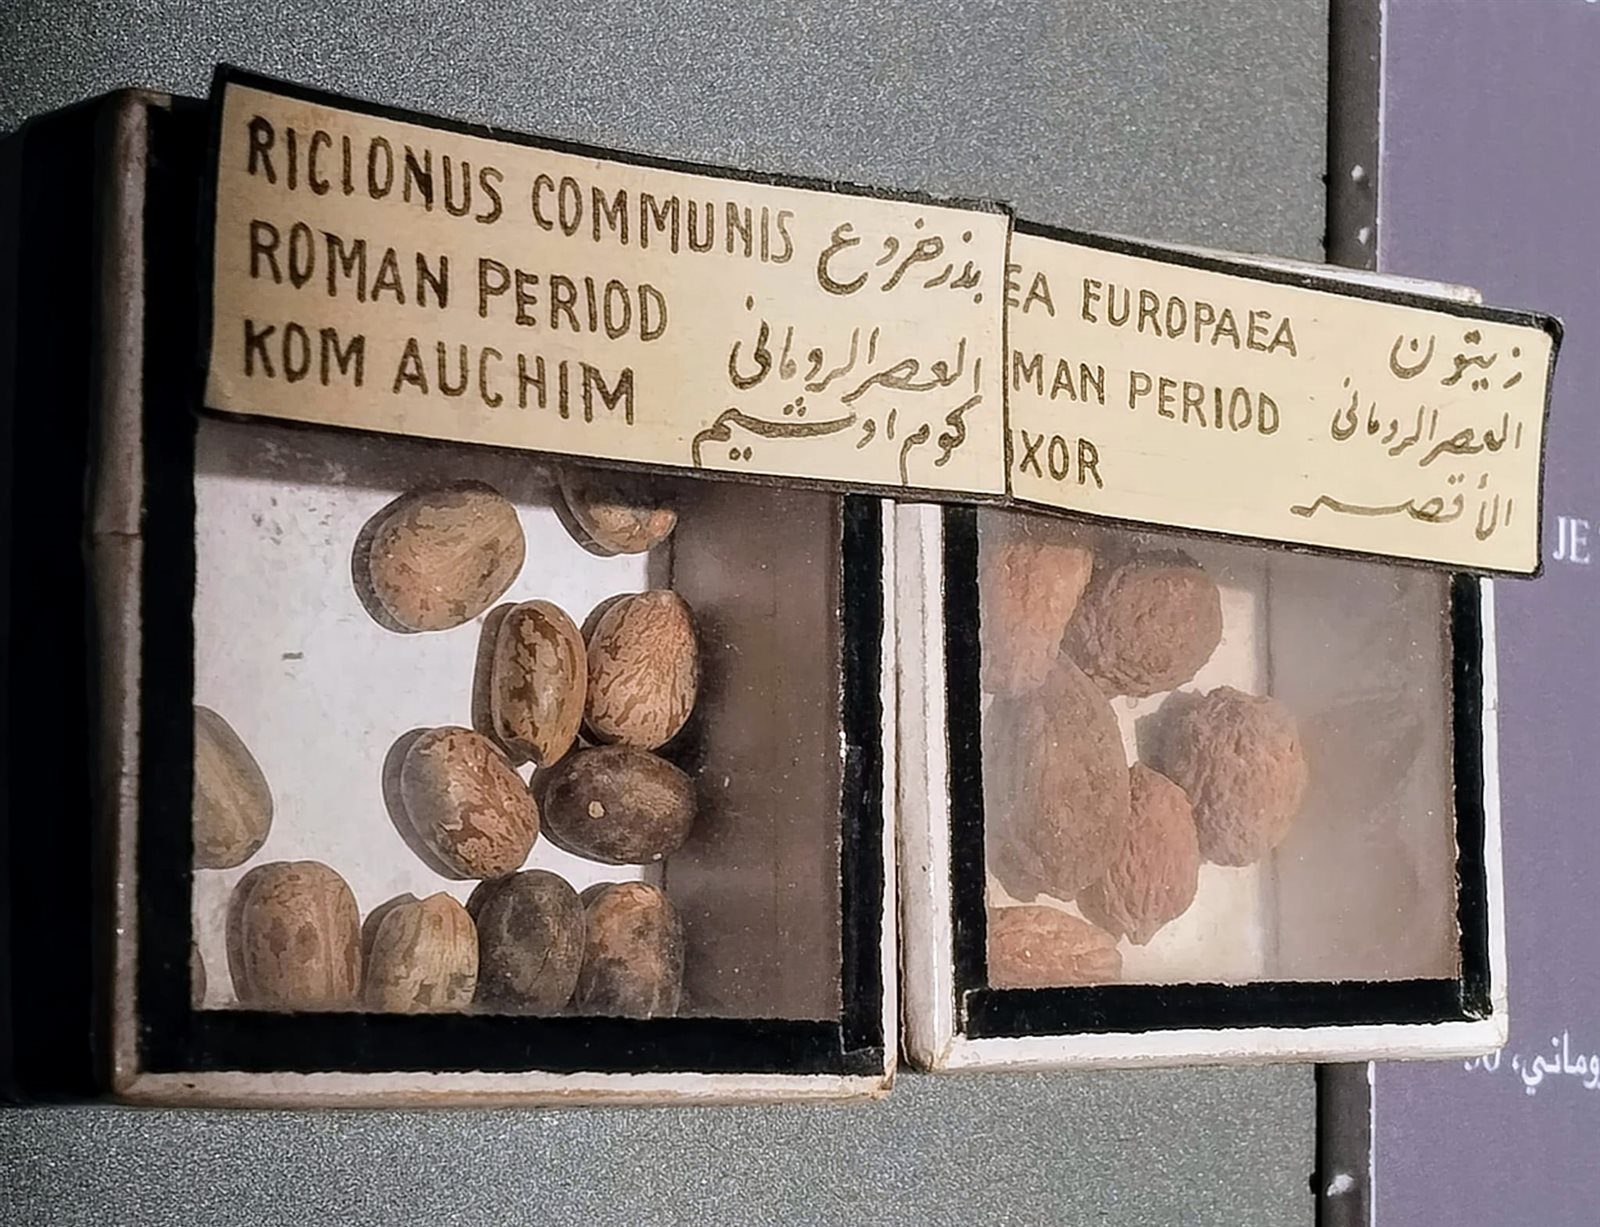 RICIONUS COMMUNIS
بذر خروع
ROMAN PERIOD
العصر الرومانى
KOM AUCHIM
كوم اوشيم
EA EUROPAEA
زيتون
MAN PERIOD
العصر الرومانى
XOR
الأقصر
JE